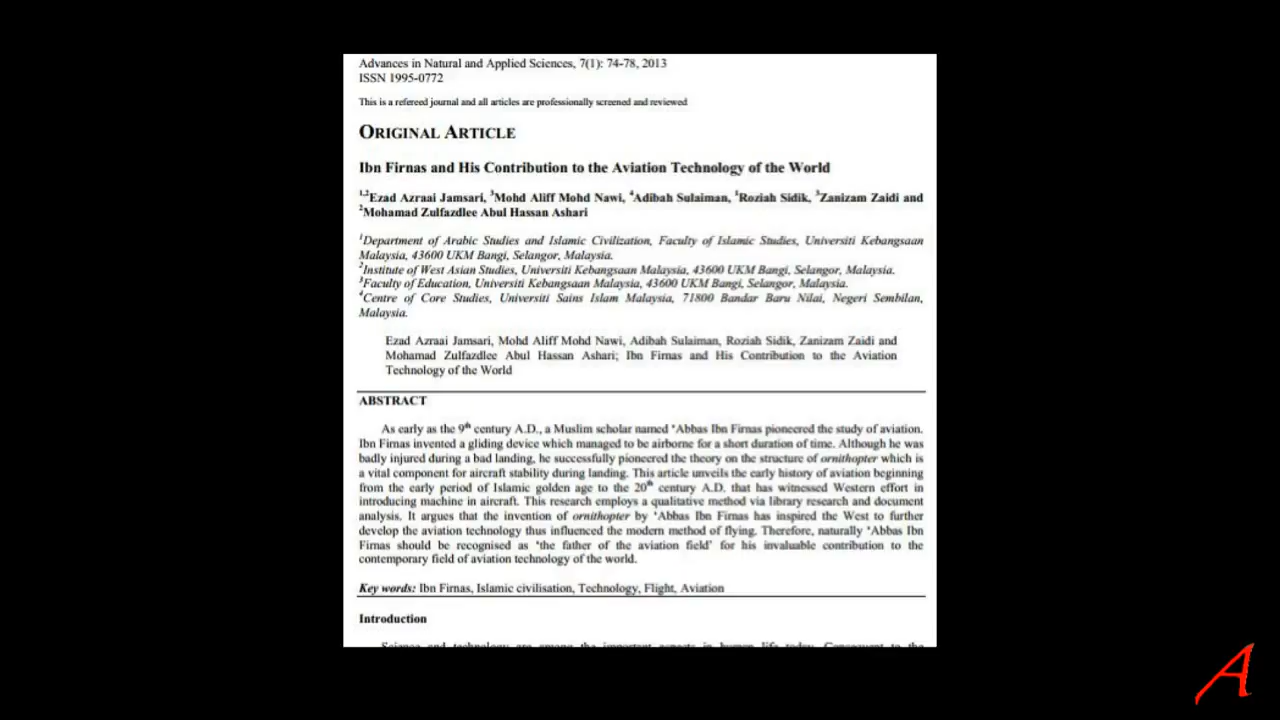 Advances in Natural and Applied Sciences, 7(1): 74-78, 2013
ISSN 1995-0772
This is a refereed journal and all articles are professionally screened and reviewed
ORIGINAL ARTICLE
Ibn Firnas and His Contribution to the Aviation Technology of the World
1,2Ezad Azraai Jamsari, 3Mohd Aliff Mohd Nawi, 4Adibah Sulaiman, 1Roziah Sidik, 3Zanizam Zaidi and
2Mohamad Zulfazdlee Abul Hassan Ashari
1Department of Arabic Studies and Islamic Civilization, Faculty of Islamic Studies, Universiti Kebangsaan
Malaysia, 43600 UKM Bangi, Selangor, Malaysia.
2Institute of West Asian Studies, Universiti Kebangsaan Malaysia, 43600 UKM Bangi, Selangor, Malaysia.
3Faculty of Education, Universiti Kebangsaan Malaysia, 43600 UKM Bangi, Selangor, Malaysia.
4Centre of Core Studies, Universiti Sains Islam Malaysia, 71800 Bandar Baru Nilai, Negeri Sembilan,
Malaysia.
Ezad Azraai Jamsari, Mohd Aliff Mohd Nawi, Adibah Sulaiman, Roziah Sidik, Zanizam Zaidi and
Mohamad Zulfazdlee Abul Hassan Ashari; Ibn Firnas and His Contribution to the Aviation
Technology of the World
ABSTRACT
As early as the 9th century A.D., a Muslim scholar named ‘Abbas Ibn Firnas pioneered the study of aviation.
Ibn Firnas invented a gliding device which managed to be airborne for a short duration of time. Although he was
badly injured during a bad landing, he successfully pioneered the theory on the structure of ornithopter which is
a vital component for aircraft stability during landing. This article unveils the early history of aviation beginning
from the early period of Islamic golden age to the 20th century A.D. that has witnessed Western effort in
introducing machine in aircraft. This research employs a qualitative method via library research and document
analysis. It argues that the invention of ornithopter by ‘Abbas Ibn Firnas has inspired the West to further
develop the aviation technology thus influenced the modern method of flying. Therefore, naturally ‘Abbas Ibn
Firnas should be recognised as ‘the father of the aviation field’ for his invaluable contribution to the
contemporary field of aviation technology of the world.
Key words: Ibn Firnas, Islamic civilisation, Technology, Flight, Aviation
Introduction
Science and technology are among the important aspects in human life today. Consequent to the
A